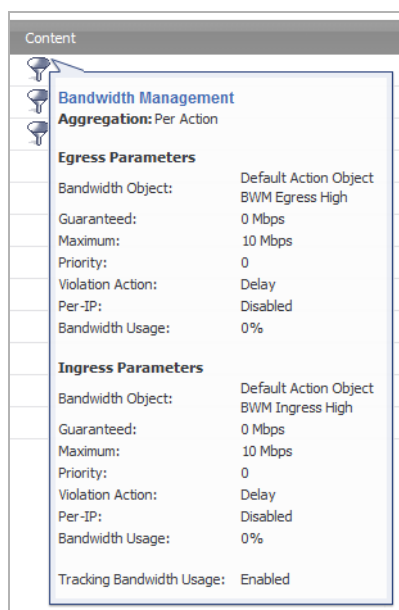 Content
Bandwidth Management
Aggregation: Per Action
Egress Parameters
Bandwidth Object: Default Action Object
BWM Egress High
Guaranteed: 0 Mbps
Maximum: 10 Mbps
Priority: 0
Violation Action: Delay
Per-IP: Disabled
Bandwidth Usage: 0%
Ingress Parameters
Bandwidth Object: Default Action Object
BWM Ingress High
Guaranteed: 0 Mbps
Maximum: 10 Mbps
Priority: 0
Violation Action: Delay
Per-IP: Disabled
Bandwidth Usage: 0%
Tracking Bandwidth Usage: Enabled